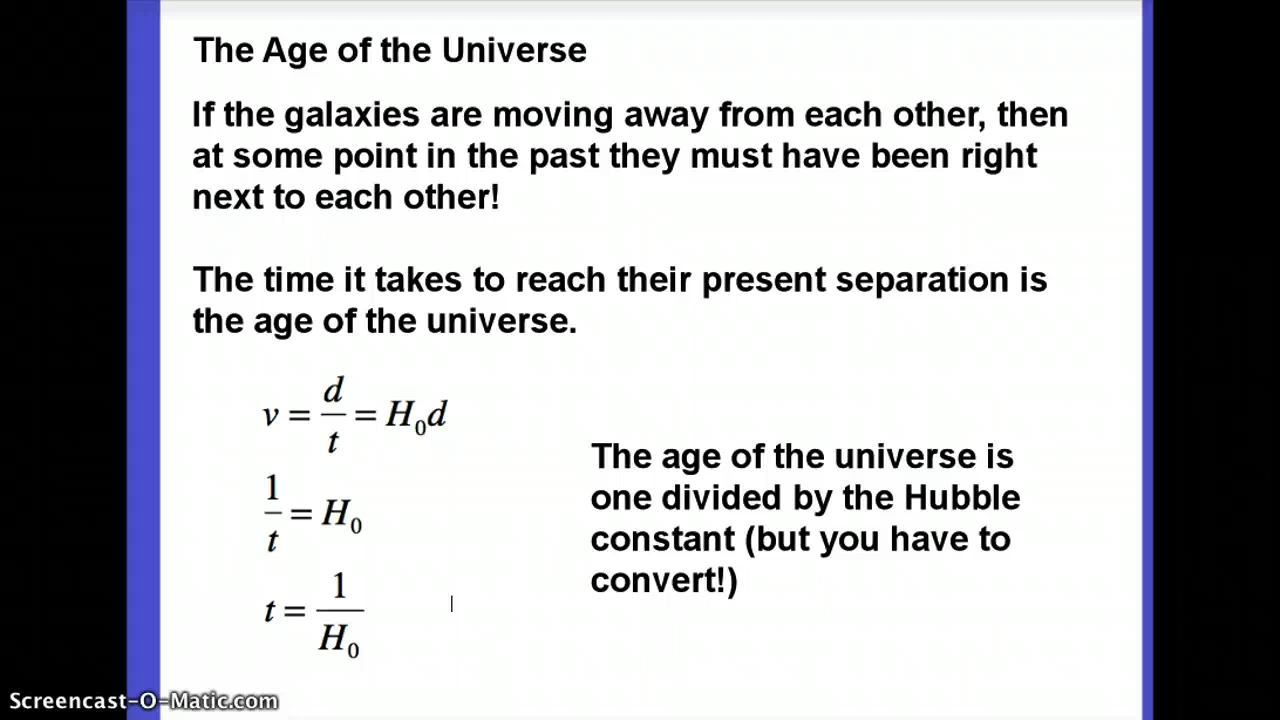 The Age of the Universe
If the galaxies are moving away from each other, then
at some point in the past they must have been right
next to each other!
The time it takes to reach their present separation is
the age of the universe.
v = d/t = H₀d
1/t = H₀
t = 1/H₀
The age of the universe is
one divided by the Hubble
constant (but you have to
convert!)
Screencast-O-Matic.com